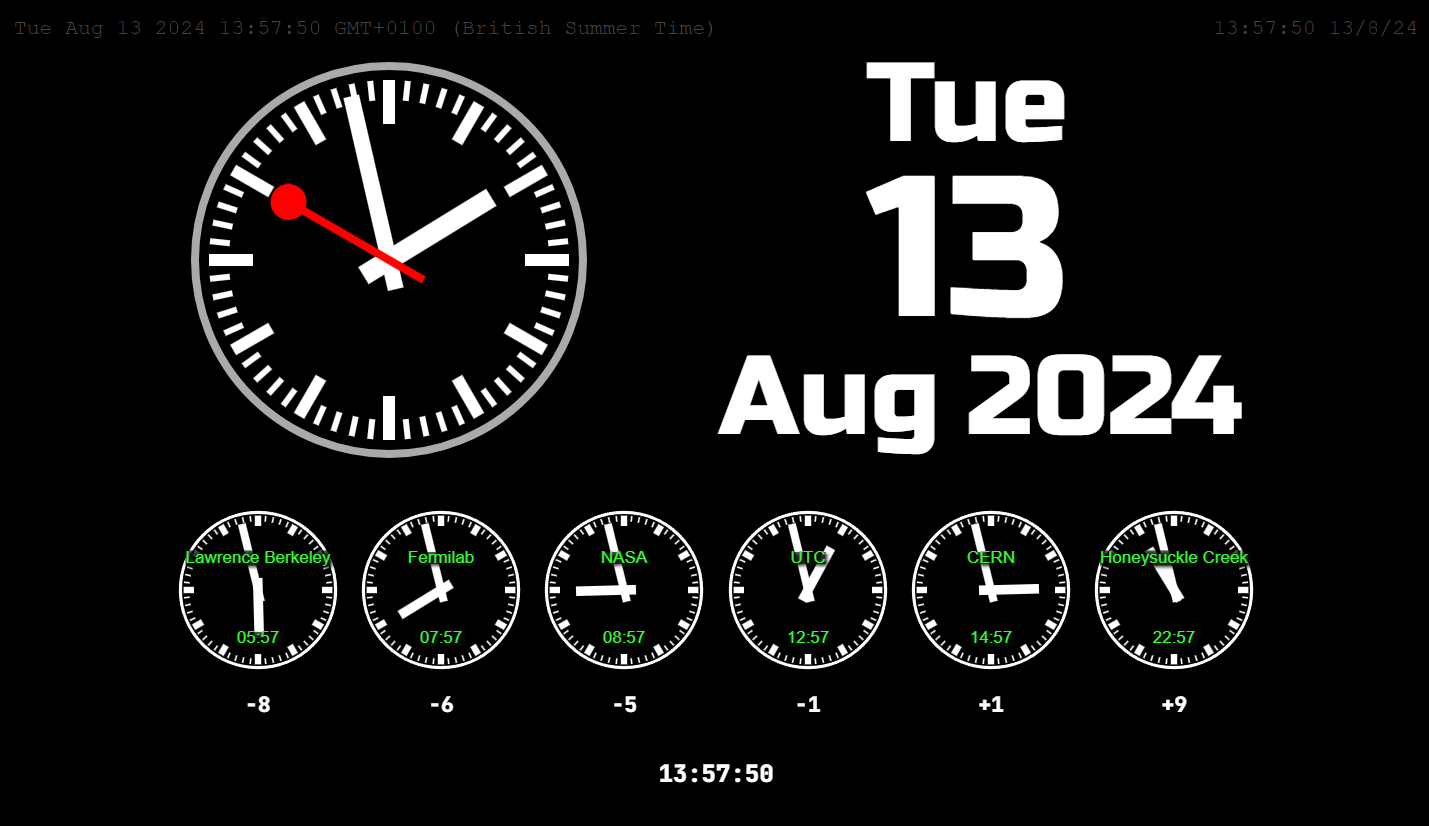 Tue Aug 13 2024 13:57:50 GMT+0100 (British Summer Time)
13:57:50 13/8/24
Tue
13
Aug 2024
Lawrence Berkeley
05:57
-8
Fermilab
07:57
-6
NASA
08:57
-5
UTC
12:57
-1
CERN
14:57
+1
Honeysuckle Creek
22:57
+9
13:57:50